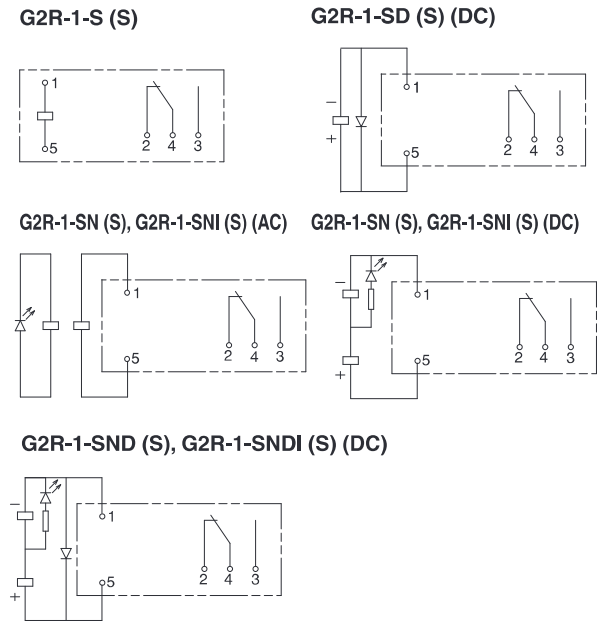 G2R-1-S (S)
G2R-1-SD (S) (DC)
1
5
2 4 3
−
+
1
5
2 4 3
G2R-1-SN (S), G2R-1-SNI (S) (AC)
G2R-1-SN (S), G2R-1-SNI (S) (DC)
1
5
2 4 3
−
+
1
5
2 4 3
G2R-1-SND (S), G2R-1-SNDI (S) (DC)
−
+
1
5
2 4 3